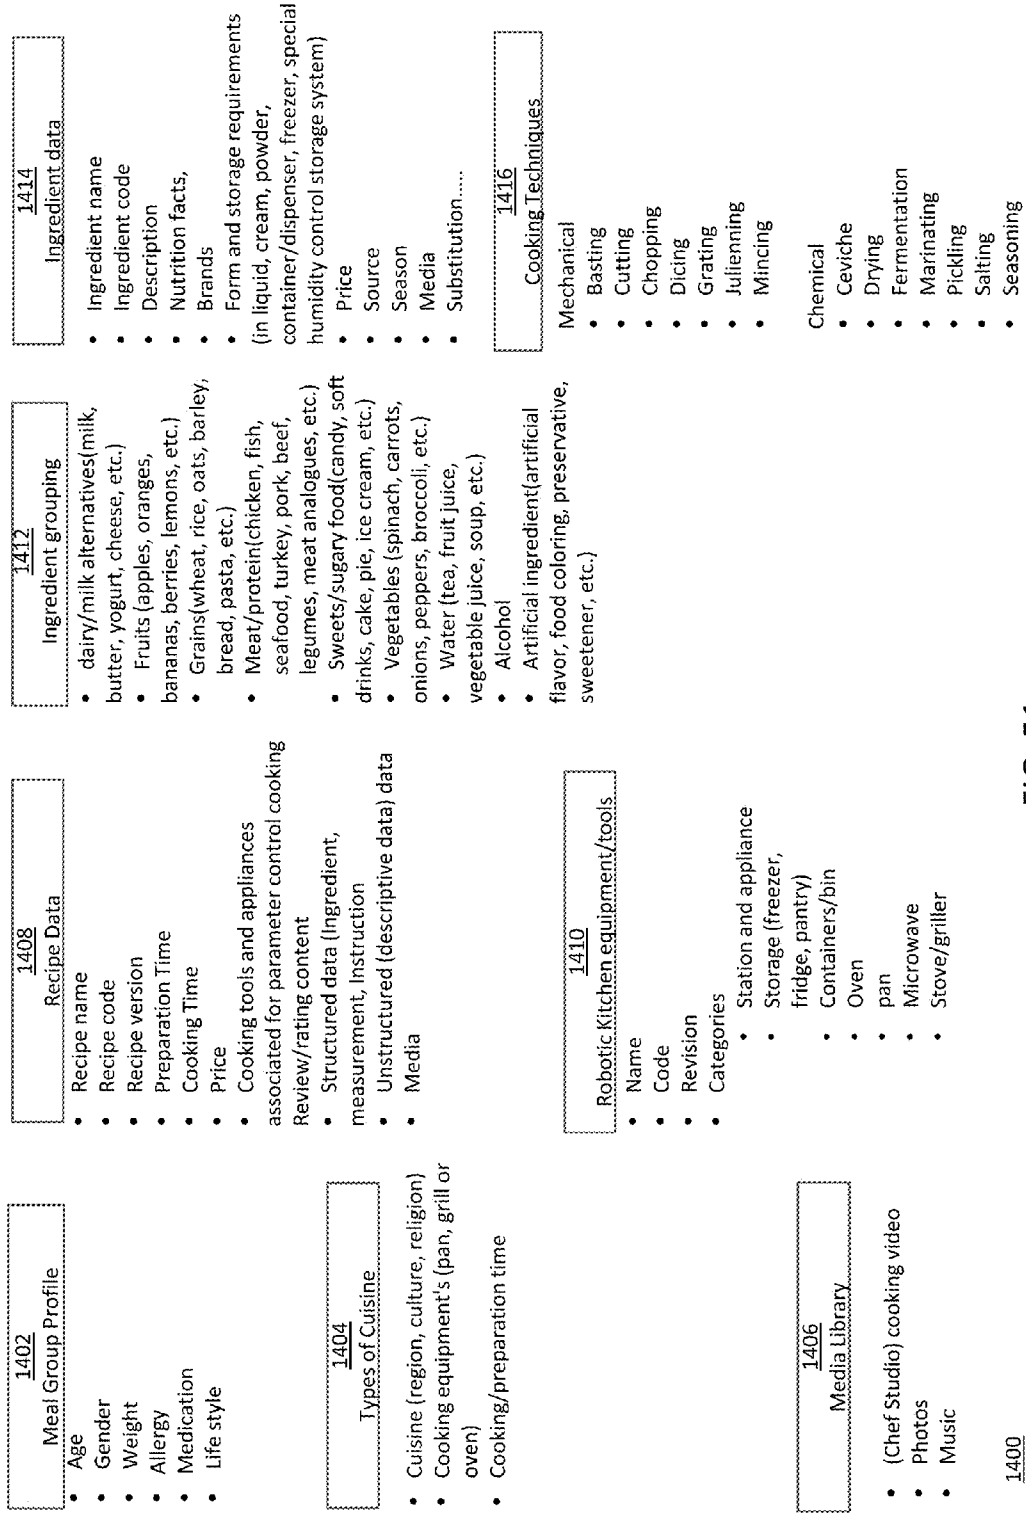 1402
Meal Group Profile
• Age
• Gender
• Weight
• Allergy
• Medication
• Life style
1404
Types of Cuisine
• Cuisine (region, culture, religion)
• Cooking equipment's (pan, grill or
oven)
• Cooking/preparation time
1406
Media Library
• (Chef Studio) cooking video
• Photos
• Music
1400
1408
Recipe Data
• Recipe name
• Recipe code
• Recipe version
• Preparation Time
• Cooking Time
• Price
• Cooking tools and appliances
associated for parameter control cooking
Review/rating content
• Structured data (Ingredient,
measurement, Instruction
• Unstructured (descriptive data) data
• Media
1410
Robotic Kitchen equipment/tools
• Name
• Code
• Revision
• Categories
• Station and appliance
• Storage (freezer,
fridge, pantry)
• Containers/bin
• Oven
• pan
• Microwave
• Stove/griller
1412
Ingredient grouping
• dairy/milk alternatives(milk,
butter, yogurt, cheese, etc.)
• Fruits (apples, oranges,
bananas, berries, lemons, etc.)
• Grains(wheat, rice, oats, barley,
bread, pasta, etc.)
• Meat/protein(chicken, fish,
seafood, turkey, pork, beef,
legumes, meat analogues, etc.)
• Sweets/sugary food(candy, soft
drinks, cake, pie, ice cream, etc.)
• Vegetables (spinach, carrots,
onions, peppers, broccoli, etc.)
• Water (tea, fruit juice,
vegetable juice, soup, etc.)
• Alcohol
• Artificial ingredient(artificial
flavor, food coloring, preservative,
sweetener, etc.)
1414
Ingredient data
• Ingredient name
• Ingredient code
• Description
• Nutrition facts,
• Brands
• Form and storage requirements
(in liquid, cream, powder,
container/dispenser, freezer, special
humidity control storage system)
• Price
• Source
• Season
• Media
• Substitution.....
1416
Cooking Techniques
Mechanical
• Basting
• Cutting
• Chopping
• Dicing
• Grating
• Julienning
• Mincing
Chemical
• Ceviche
• Drying
• Fermentation
• Marinating
• Pickling
• Salting
• Seasoning